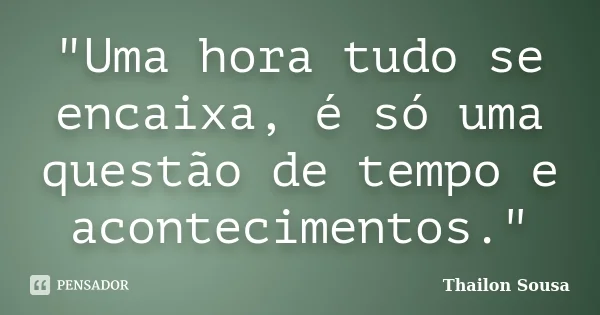 "Uma hora tudo se
encaixa, é só uma
questão de tempo e
acontecimentos."
PENSADOR
Thailon Sousa